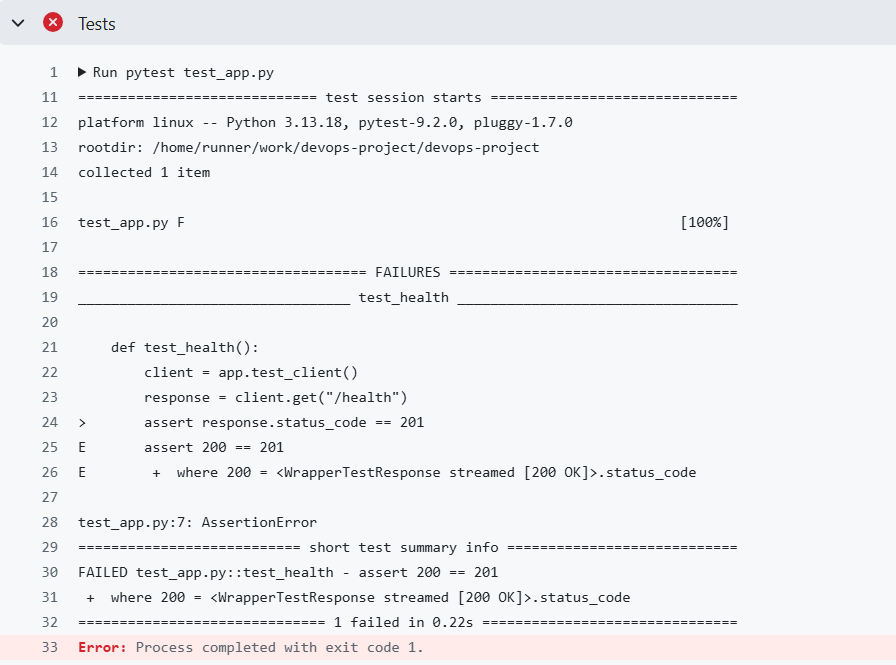 Tests
1 Run pytest test_app.py
11 ============================= test session starts ==============================
12 platform linux -- Python 3.13.18, pytest-9.2.0, pluggy-1.7.0
13 rootdir: /home/runner/work/devops-project/devops-project
14 collected 1 item
15
16 test_app.py F                                                            [100%]
17
18 =================================== FAILURES ===================================
19 _________________________________ test_health __________________________________
20
21     def test_health():
22         client = app.test_client()
23         response = client.get("/health")
24 >       assert response.status_code == 201
25 E       assert 200 == 201
26 E        +  where 200 = <WrapperTestResponse streamed [200 OK]>.status_code
27
28 test_app.py:7: AssertionError
29 =========================== short test summary info ============================
30 FAILED test_app.py::test_health - assert 200 == 201
31  +  where 200 = <WrapperTestResponse streamed [200 OK]>.status_code
32 ============================== 1 failed in 0.22s ===============================
33 Error: Process completed with exit code 1.